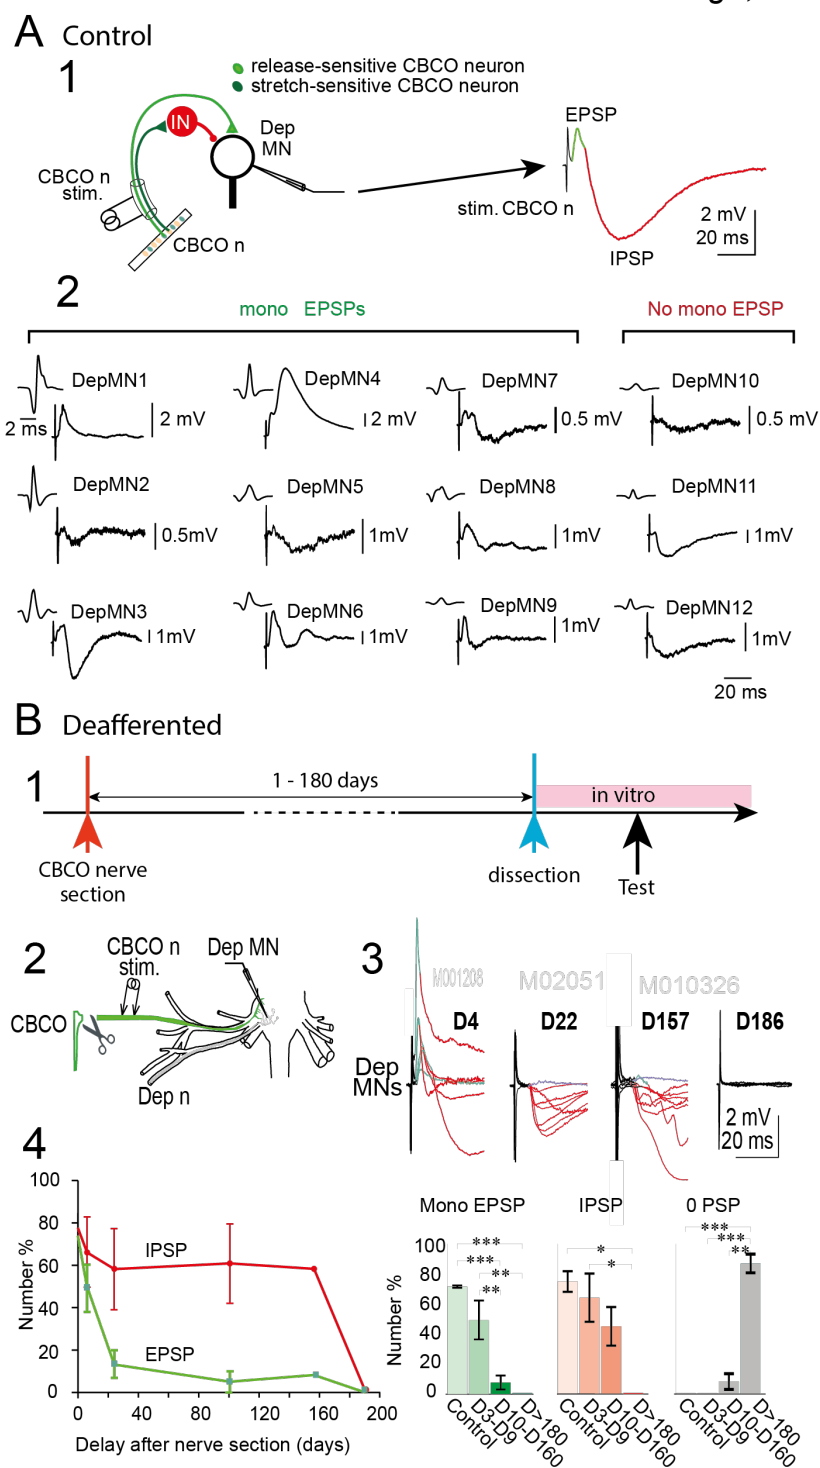 A Control
1
release-sensitive CBCO neuron
stretch-sensitive CBCO neuron
IN
Dep
MN
CBCO n
stim.
CBCO n
EPSP
stim. CBCO n
IPSP
2 mV
20 ms
2
mono EPSPs
No mono EPSP
DepMN1
2 ms
2 mV
DepMN4
2 mV
DepMN7
0.5 mV
DepMN10
0.5 mV
DepMN2
0.5mV
DepMN5
1mV
DepMN8
1mV
DepMN11
1mV
DepMN3
1mV
DepMN6
1mV
DepMN9
1mV
DepMN12
1mV
20 ms
B Deafferented
1
1 - 180 days
in vitro
CBCO nerve
section
dissection
Test
2
CBCO n
stim.
Dep MN
CBCO
Dep n
3
M001208
M02051
M010326
D4
D22
D157
D186
Dep
MNs
2 mV
20 ms
4
100
80
60
40
20
0
Number %
IPSP
EPSP
0 40 80 120 160 200
Delay after nerve section (days)
Mono EPSP
IPSP
0 PSP
100
80
60
40
20
0
Number %
***
***
**
**
*
*
***
***
**
Control
D3-D9
D10-D160
D>180
Control
D3-D9
D10-D160
D>180
Control
D3-D9
D10-D160
D>180